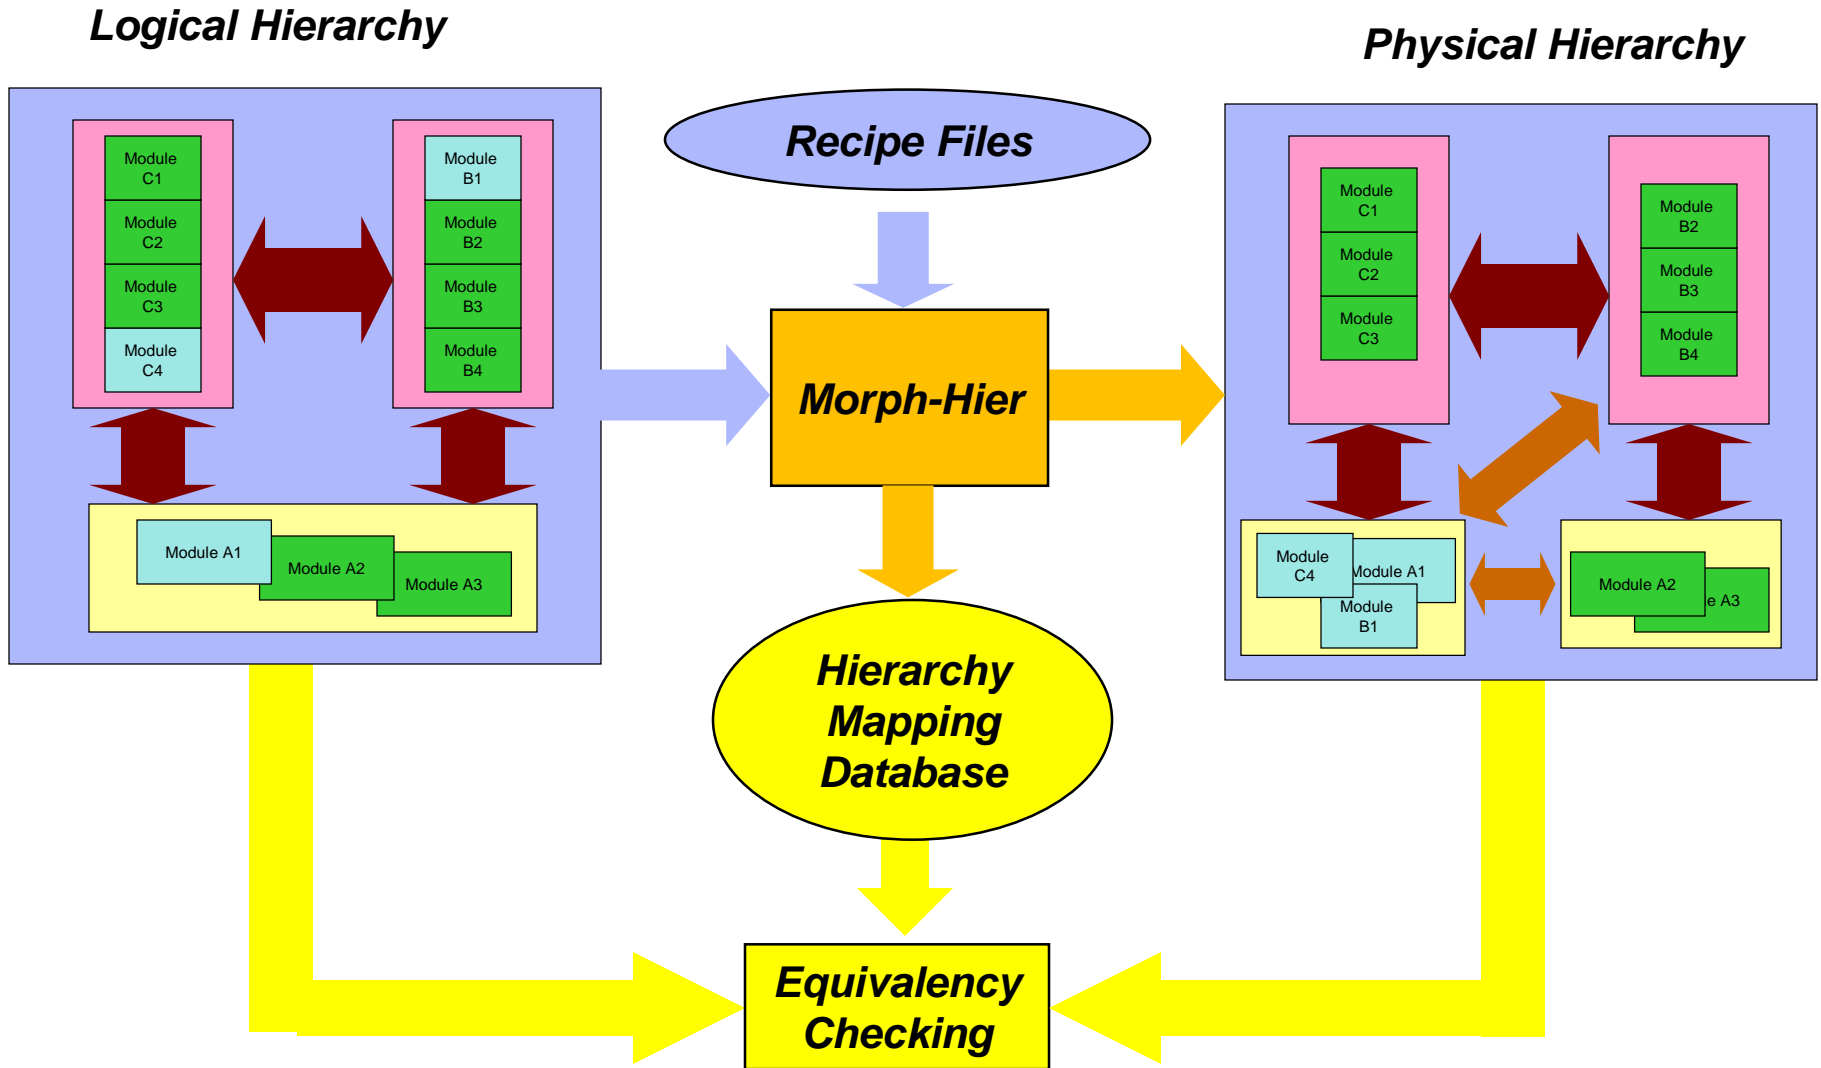 Logical Hierarchy
Physical Hierarchy
Recipe Files
Module
C1
Module
C2
Module
C3
Module
C4
Module
B1
Module
B2
Module
B3
Module
B4
Module A1
Module A2
Module A3
Morph-Hier
Module
C1
Module
C2
Module
C3
Module
B2
Module
B3
Module
B4
Module
C4
Module A1
Module
B1
Module A2
le A3
Hierarchy
Mapping
Database
Equivalency
Checking